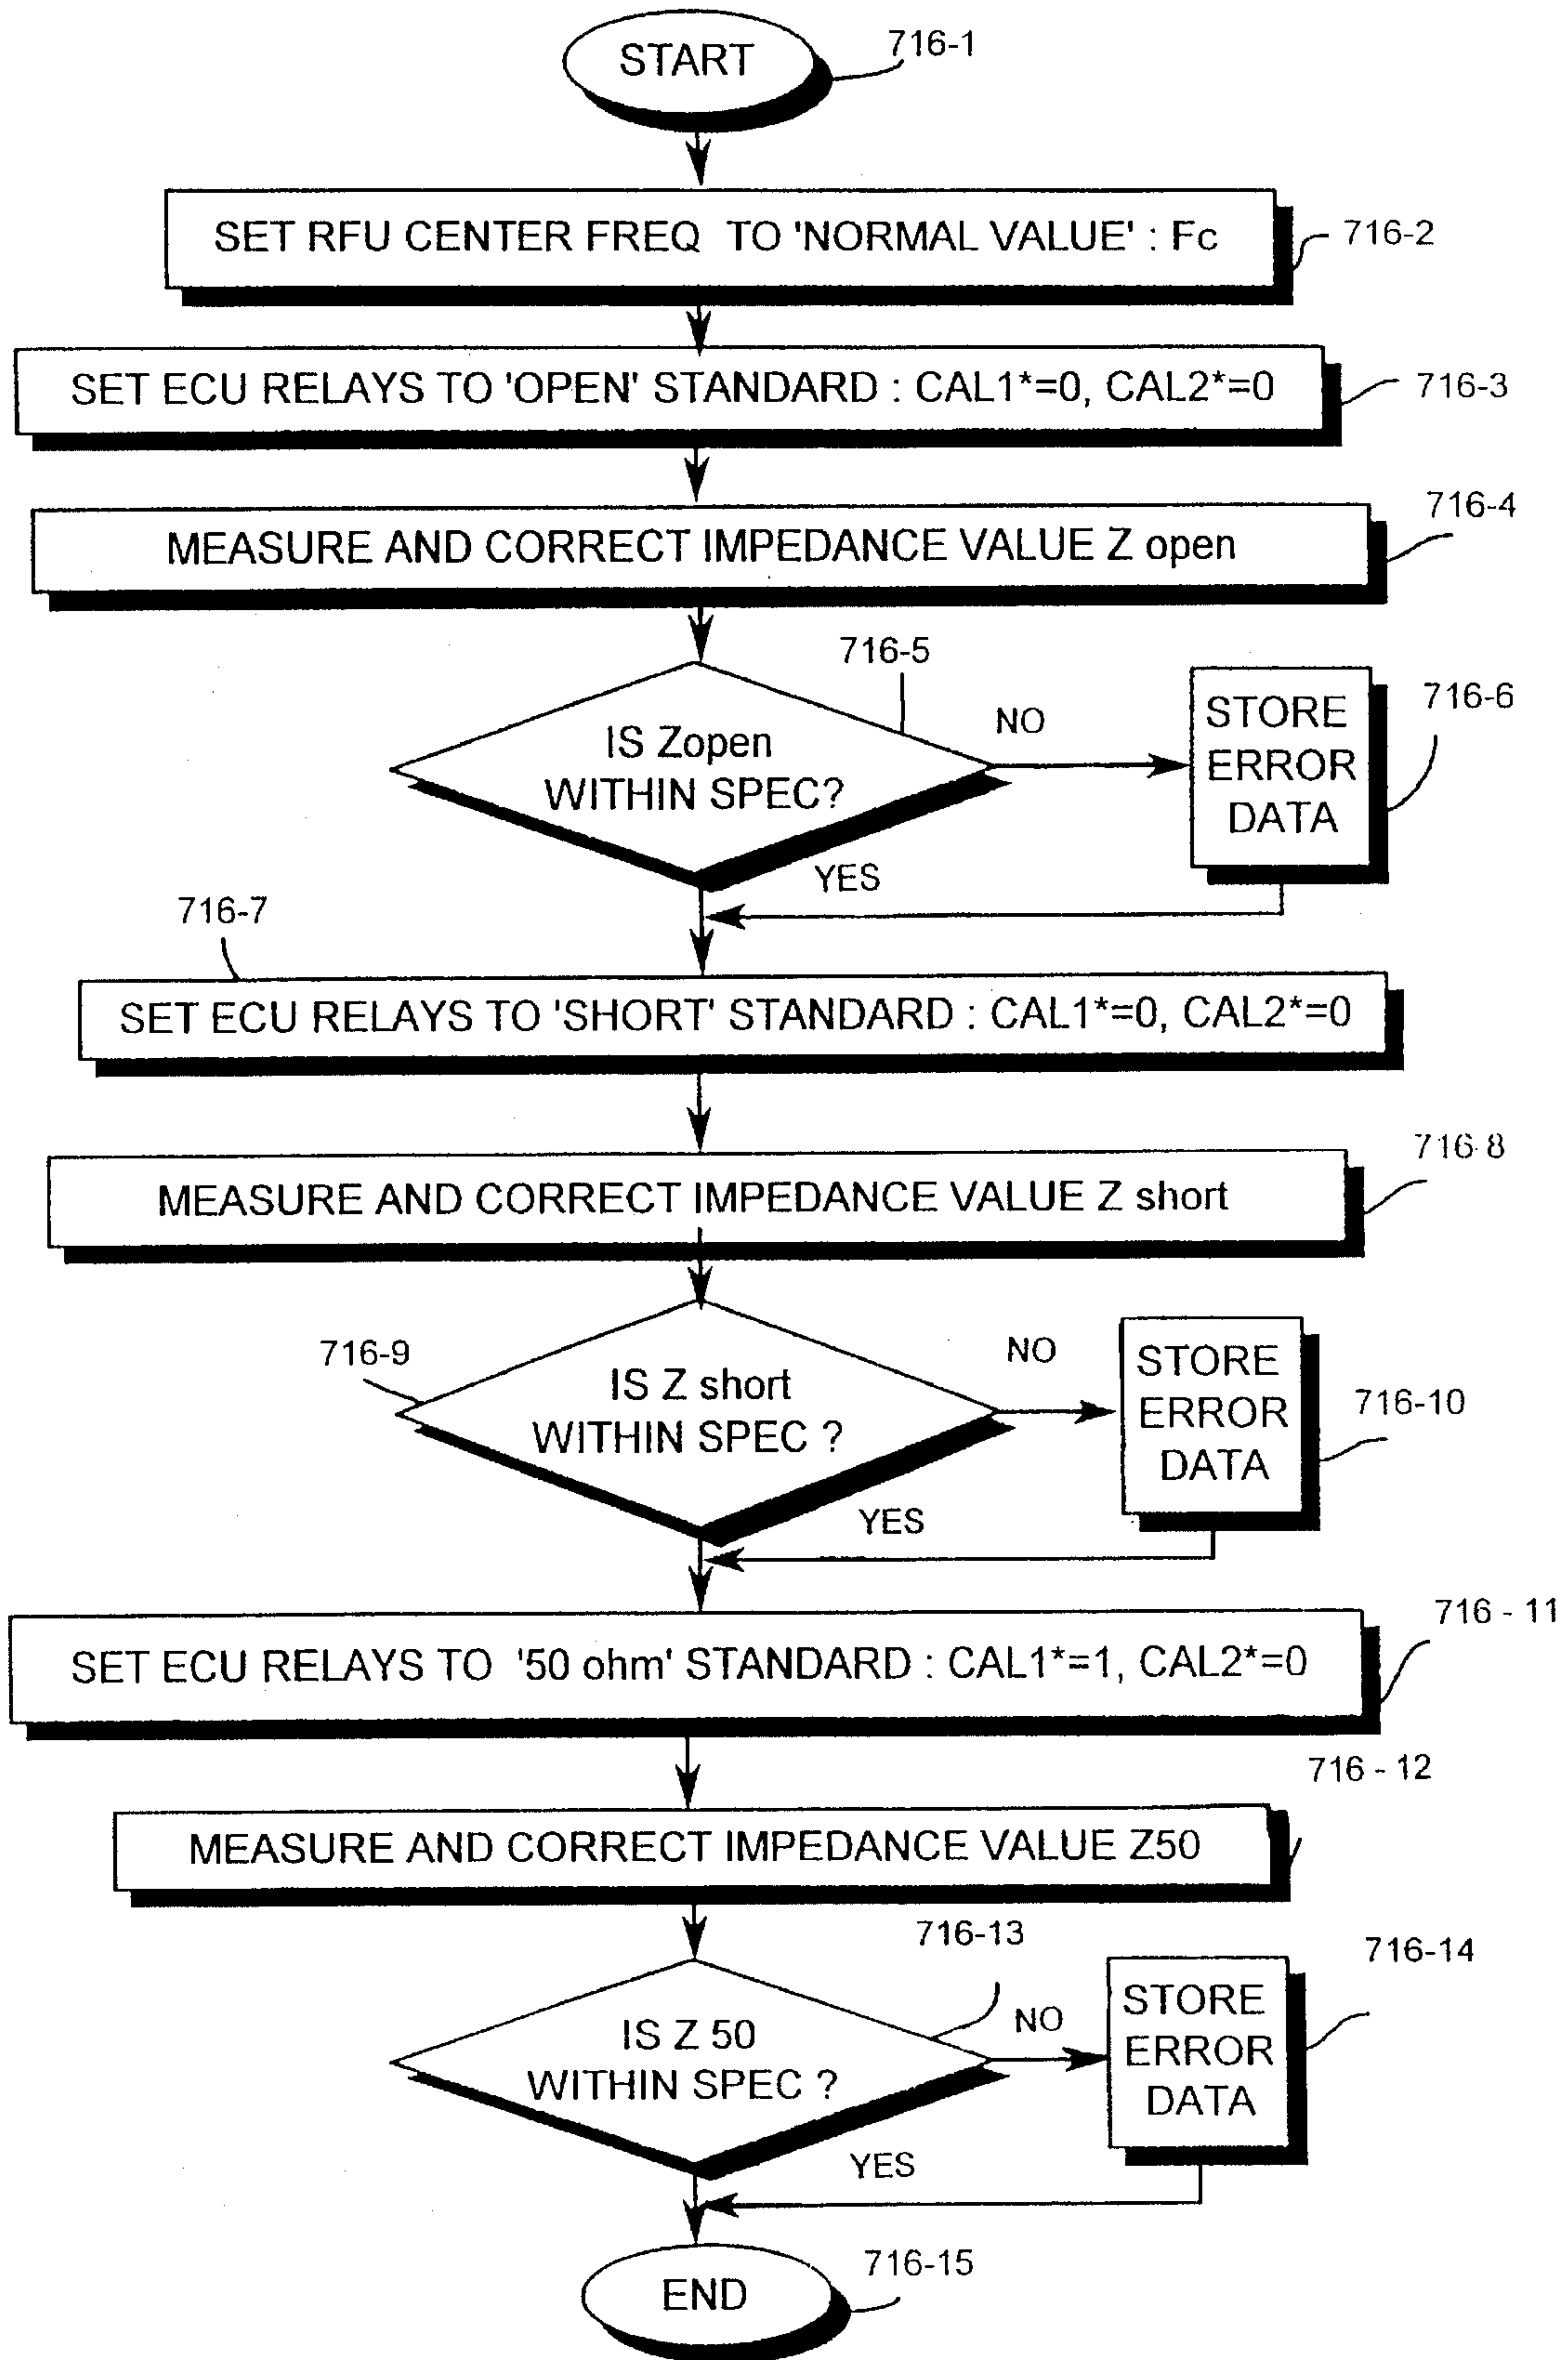 START
716-1
SET RFU CENTER FREQ TO 'NORMAL VALUE' : Fc
716-2
SET ECU RELAYS TO 'OPEN' STANDARD : CAL1*=0, CAL2*=0
716-3
716-4
MEASURE AND CORRECT IMPEDANCE VALUE Z open
716-5
IS Zopen
WITHIN SPEC?
NO
STORE
ERROR
DATA
716-6
YES
716-7
SET ECU RELAYS TO 'SHORT' STANDARD : CAL1*=0, CAL2*=0
716-8
MEASURE AND CORRECT IMPEDANCE VALUE Z short
716-9
IS Z short
WITHIN SPEC ?
NO
STORE
ERROR
DATA
716-10
YES
716 - 11
SET ECU RELAYS TO '50 ohm' STANDARD : CAL1*=1, CAL2*=0
716 - 12
MEASURE AND CORRECT IMPEDANCE VALUE Z50
716-13
IS Z 50
WITHIN SPEC ?
NO
STORE
ERROR
DATA
716-14
YES
END
716-15